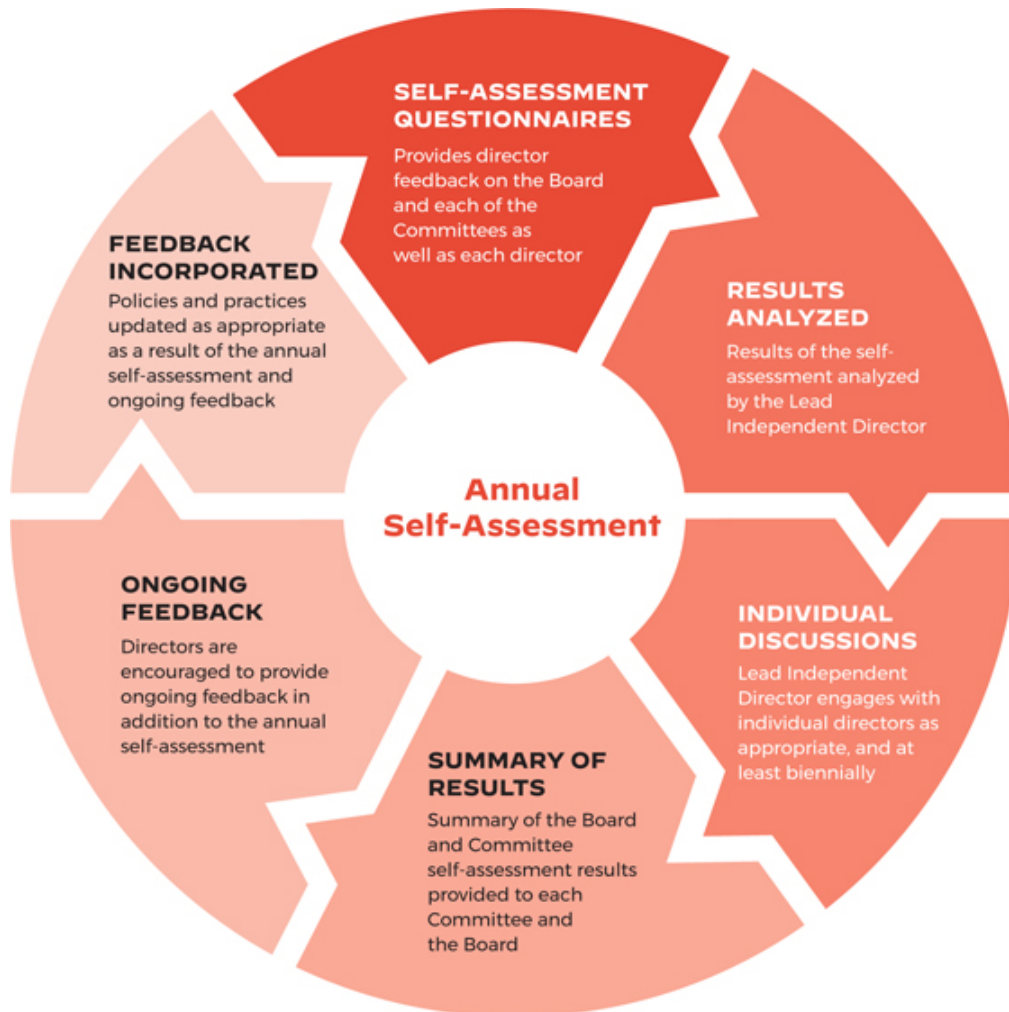 SELF-ASSESSMENT
QUESTIONNAIRES
Provides director
feedback on the Board
and each of the
Committees as
well as each director
RESULTS
ANALYZED
Results of the self-
assessment analyzed
by the Lead
Independent Director
INDIVIDUAL
DISCUSSIONS
Lead Independent
Director engages with
individual directors as
appropriate, and at
least biennially
SUMMARY OF
RESULTS
Summary of the Board
and Committee
self-assessment results
provided to each
Committee and
the Board
ONGOING
FEEDBACK
Directors are
encouraged to provide
ongoing feedback in
addition to the annual
self-assessment
FEEDBACK
INCORPORATED
Policies and practices
updated as appropriate
as a result of the annual
self-assessment and
ongoing feedback
Annual
Self-Assessment